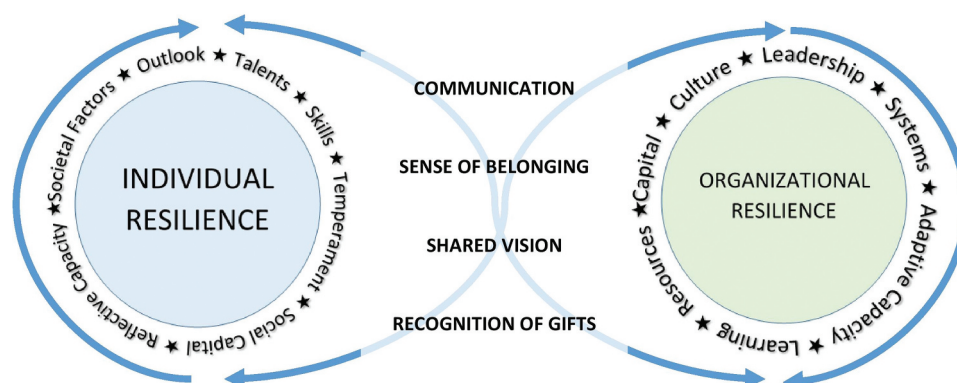 Societal Factors ★ Outlook ★ Talents ★ Skills ★ Temperament ★ Social Capital ★ Reflective Capacity ★
INDIVIDUAL
RESILIENCE
COMMUNICATION
SENSE OF BELONGING
SHARED VISION
RECOGNITION OF GIFTS
Capital ★ Culture ★ Leadership ★ Systems ★ Adaptive Capacity ★ Learning ★ Resources ★
ORGANIZATIONAL
RESILIENCE